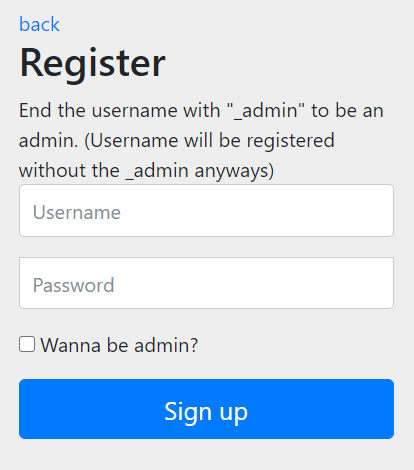 back
Register
End the username with "_admin" to be an
admin. (Username will be registered
without the _admin anyways)
Username
Password
Wanna be admin?
Sign up